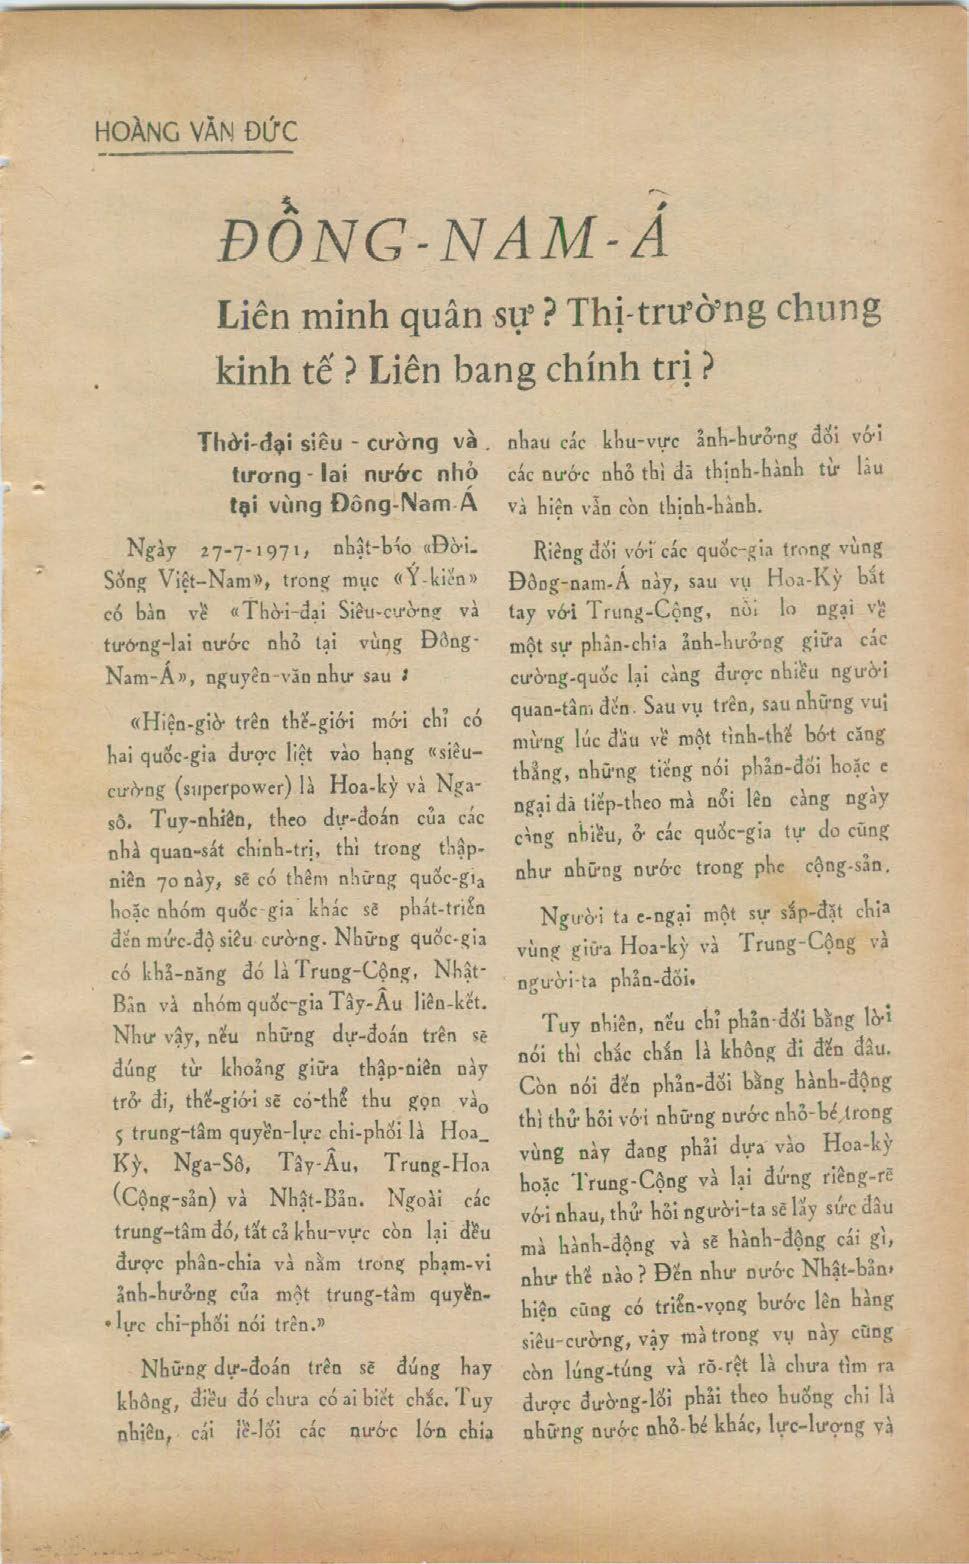 HOÀNG VĂN ĐỨC
ĐỒNG-NAM-Á
Liên minh quân sự ? Thị-trường chung
kinh tế ? Liên bang chính trị ?
Thời-đại siêu - cường và
tương - lai nước nhỏ
tại vùng Đông-Nam-Á
Ngày 27-7-1971, nhật-báo «Đời-
Sống Việt-Nam», trong mục «Ý-kiến»
có bàn về «Thời-đại Siêu-cường và
tương-lai nước nhỏ tại vùng Đông-
Nam-Á», nguyên-văn như sau :
«Hiện-giờ trên thế-giới mới chỉ có
hai quốc-gia được liệt vào hạng «siêu-
cường (superpower) là Hoa-kỳ và Nga-
sô. Tuy-nhiên, theo dự-đoán của các
nhà quan-sát chính-trị, thì trong thập-
niên 70 này, sẽ có thêm những quốc-gia
hoặc nhóm quốc-gia khác sẽ phát-triển
đến mức-độ siêu cường. Những quốc-gia
có khả-năng đó là Trung-Cộng, Nhật-
Bản và nhóm quốc-gia Tây-Âu liên-kết.
Như vậy, nếu những dự-đoán trên sẽ
đúng từ khoảng giữa thập-niên này
trở đi, thế-giới sẽ có-thể thu gọn vào
5 trung-tâm quyền-lực chi-phối là Hoa_
Kỳ, Nga-Sô, Tây-Âu, Trung-Hoa
(Cộng-sản) và Nhật-Bản. Ngoài các
trung-tâm đó, tất cả khu-vực còn lại đều
được phân-chia và nằm trong phạm-vi
ảnh-hưởng của một trung-tâm quyền-
lực chi-phối nói trên.»
Những dự-đoán trên sẽ đúng hay
không, điều đó chưa có ai biết chắc. Tuy
nhiên, cái lề-lối các nước lớn chia
nhau các khu-vực ảnh-hưởng đối với
các nước nhỏ thì đã thịnh-hành từ lâu
và hiện vẫn còn thịnh-hành.
Riêng đối với các quốc-gia trong vùng
Đông-nam-Á này, sau vụ Hoa-Kỳ bắt
tay với Trung-Cộng, nỗi lo ngại về
một sự phân-chia ảnh-hưởng giữa các
cường-quốc lại càng được nhiều người
quan-tâm đến. Sau vụ trên, sau những vui
mừng lúc đầu về một tình-thế bớt căng
thẳng, những tiếng nói phản-đối hoặc e
ngại đã tiếp-theo mà nổi lên càng ngày
càng nhiều, ở các quốc-gia tự do cũng
như những nước trong phe cộng-sản.
Người ta e-ngại một sự sắp-đặt chia
vùng giữa Hoa-kỳ và Trung-Cộng và
người-ta phản-đối.
Tuy nhiên, nếu chỉ phản-đối bằng lời
nói thì chắc chắn là không đi đến đâu.
Còn nói đến phản-đối bằng hành-động
thì thử hỏi với những nước nhỏ-bé trong
vùng này đang phải dựa vào Hoa-kỳ
hoặc Trung-Cộng và lại đứng riêng-rẽ
với nhau, thử hỏi người-ta sẽ lấy sức đâu
mà hành-động và sẽ hành-động cái gì,
như thế nào ? Đến như nước Nhật-bản,
hiện cũng có triển-vọng bước lên hàng
siêu-cường, vậy mà trong vụ này cũng
còn lúng-túng và rõ-rệt là chưa tìm ra
được đường-lối phải theo huống chi là
những nước nhỏ-bé khác, lực-lượng và